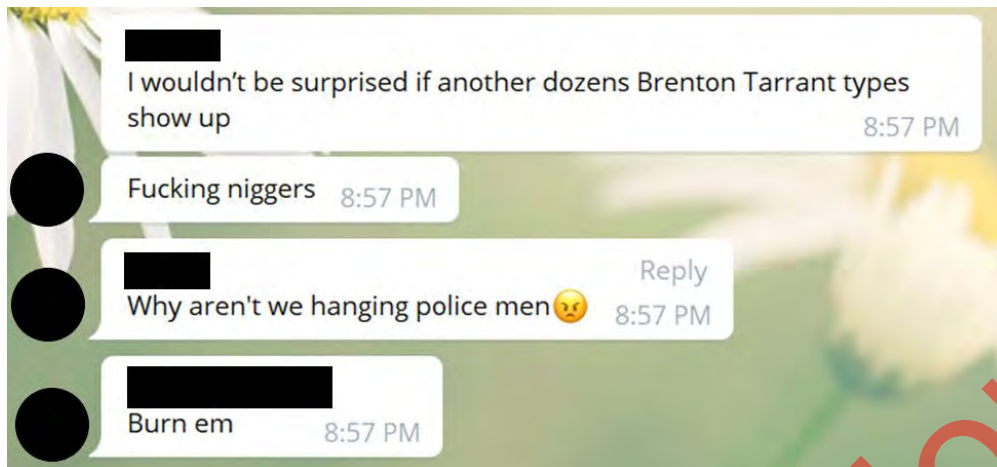 I wouldn't be surprised if another dozens Brenton Tarrant types
show up
8:57 PM
Fucking niggers 8:57 PM
Reply
Why aren't we hanging police men😠 8:57 PM
Burn em 8:57 PM